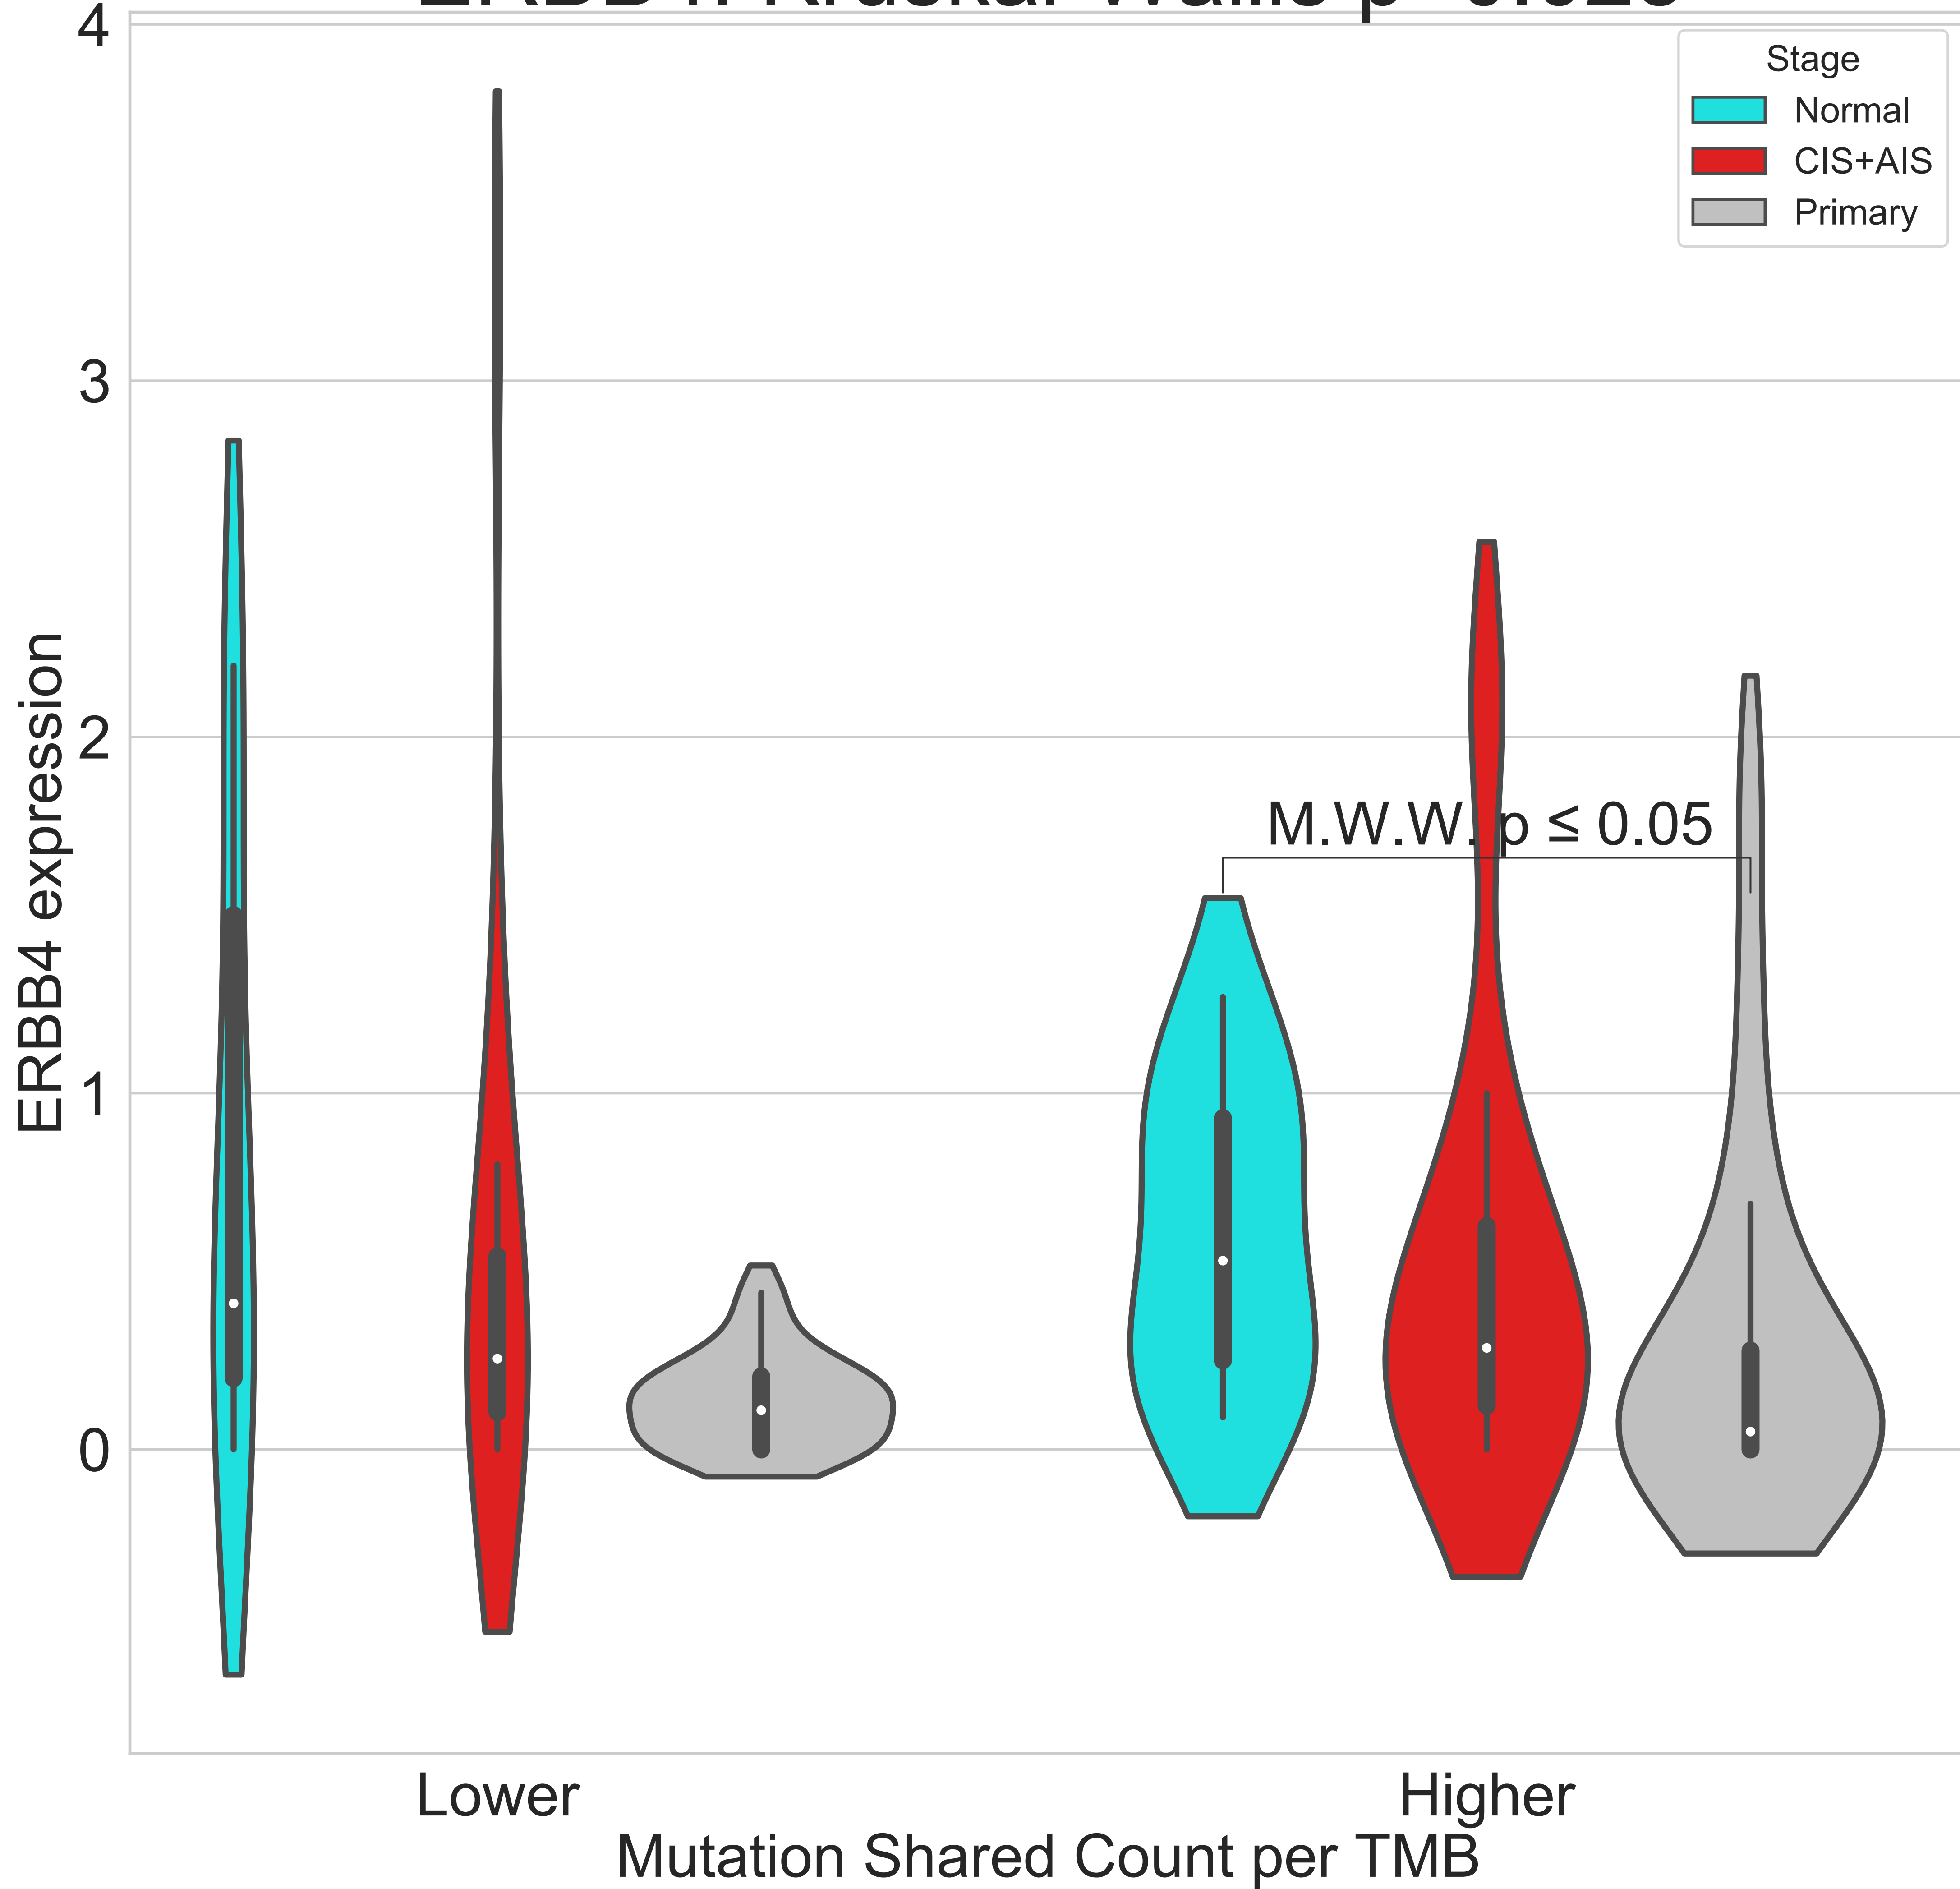 4
3
2
1
0
ERBB4 expression
Stage
Normal
CIS+AIS
Primary
M.W.W. p ≤ 0.05
Lower
Higher
Mutation Shared Count per TMB